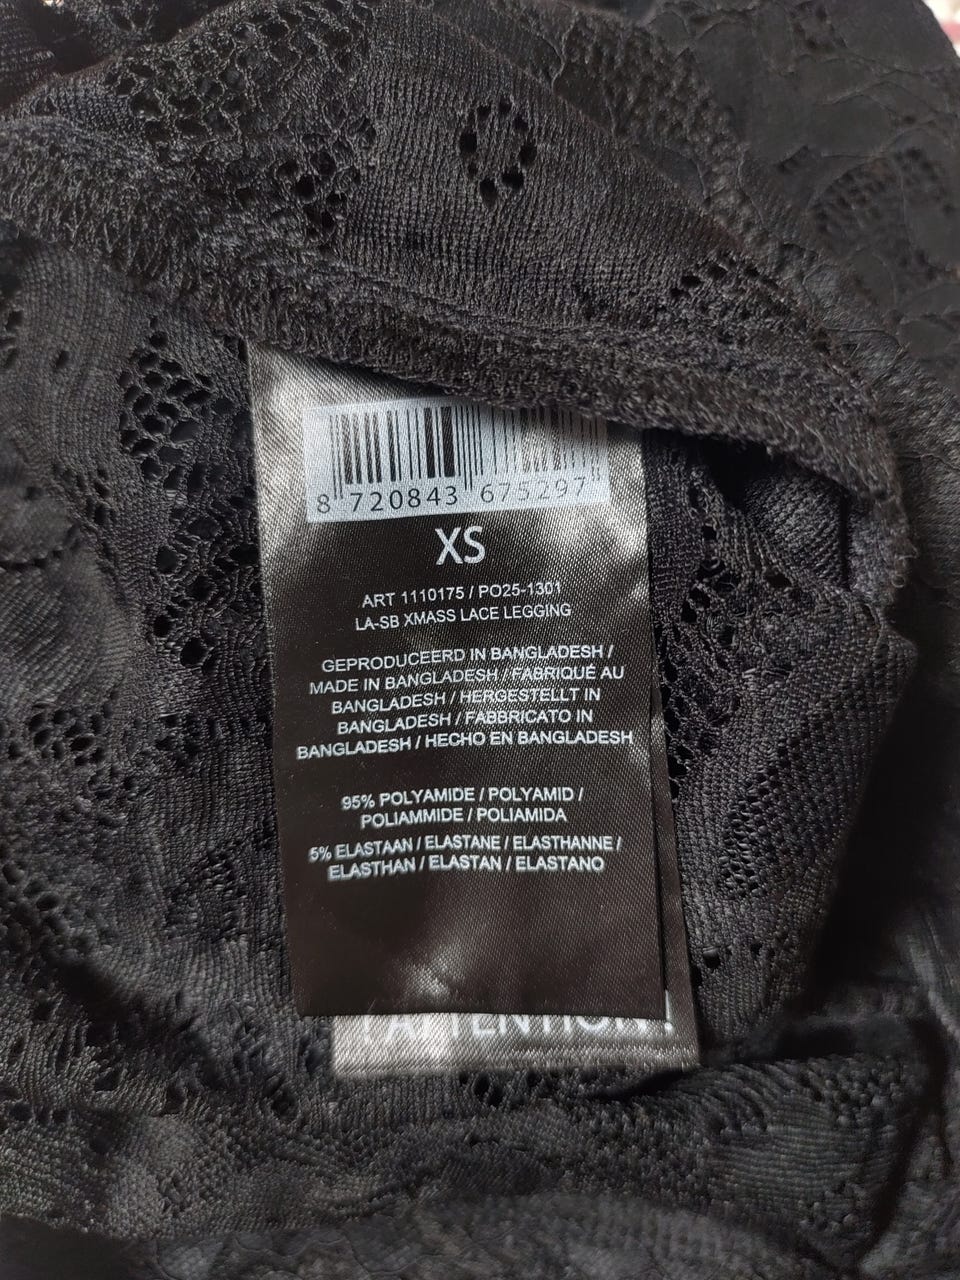 8 720843 675297
XS
ART 1110175 / PO25-1301
LA-SB XMASS LACE LEGGING
GEPRODUCEERD IN BANGLADESH /
MADE IN BANGLADESH / FABRIQUÉ AU
BANGLADESH / HERGESTELLT IN
BANGLADESH / FABBRICATO IN
BANGLADESH / HECHO EN BANGLADESH
95% POLYAMIDE / POLYAMID /
POLIAMMIDE / POLIAMIDA
5% ELASTAAN / ELASTANE / ELASTHANNE /
ELASTHAN / ELASTAN / ELASTANO
! ATTENTION !